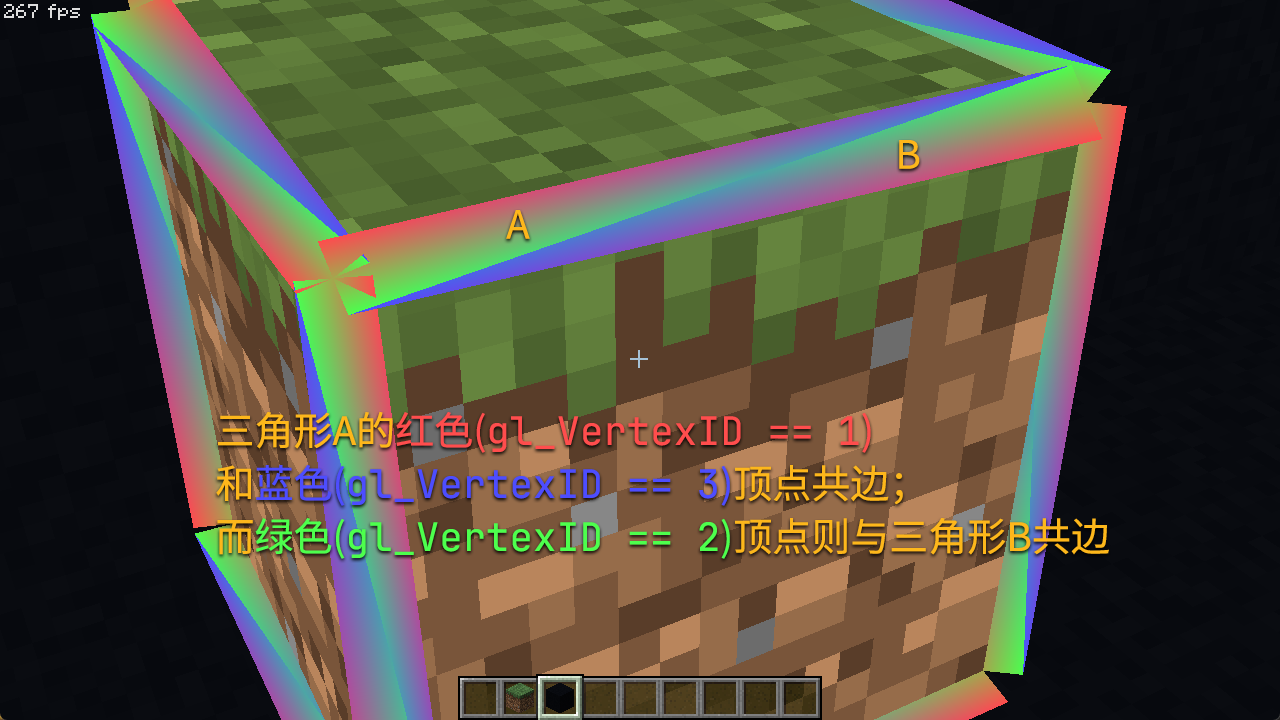 267 fps
A
B
三角形A的红色(gl_VertexID == 1)
和蓝色(gl_VertexID == 3)顶点共边；
而绿色(gl_VertexID == 2)顶点则与三角形B共边